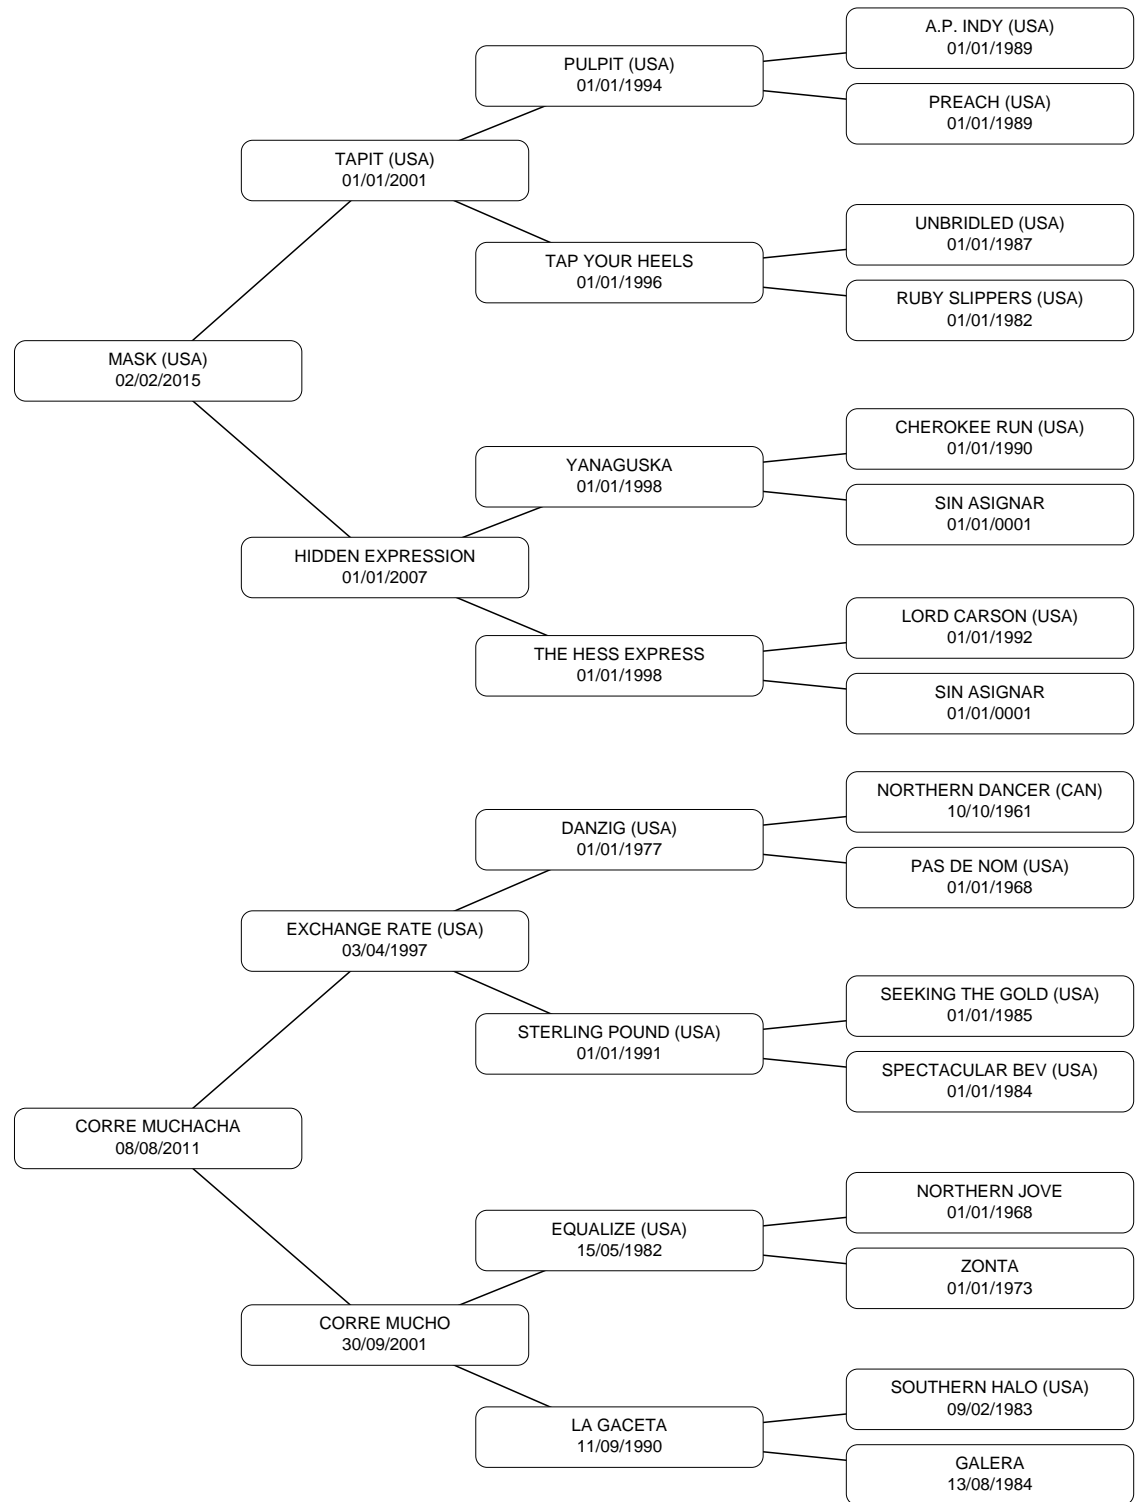 A.P. INDY (USA)
01/01/1989
PULPIT (USA)
01/01/1994
PREACH (USA)
01/01/1989
TAPIT (USA)
01/01/2001
UNBRIDLED (USA)
01/01/1987
TAP YOUR HEELS
01/01/1996
RUBY SLIPPERS (USA)
01/01/1982
MASK (USA)
02/02/2015
CHEROKEE RUN (USA)
01/01/1990
YANAGUSKA
01/01/1998
SIN ASIGNAR
01/01/0001
HIDDEN EXPRESSION
01/01/2007
LORD CARSON (USA)
01/01/1992
THE HESS EXPRESS
01/01/1998
SIN ASIGNAR
01/01/0001
NORTHERN DANCER (CAN)
10/10/1961
DANZIG (USA)
01/01/1977
PAS DE NOM (USA)
01/01/1968
EXCHANGE RATE (USA)
03/04/1997
SEEKING THE GOLD (USA)
01/01/1985
STERLING POUND (USA)
01/01/1991
SPECTACULAR BEV (USA)
01/01/1984
CORRE MUCHACHA
08/08/2011
NORTHERN JOVE
01/01/1968
EQUALIZE (USA)
15/05/1982
ZONTA
01/01/1973
CORRE MUCHO
30/09/2001
SOUTHERN HALO (USA)
09/02/1983
LA GACETA
11/09/1990
GALERA
13/08/1984